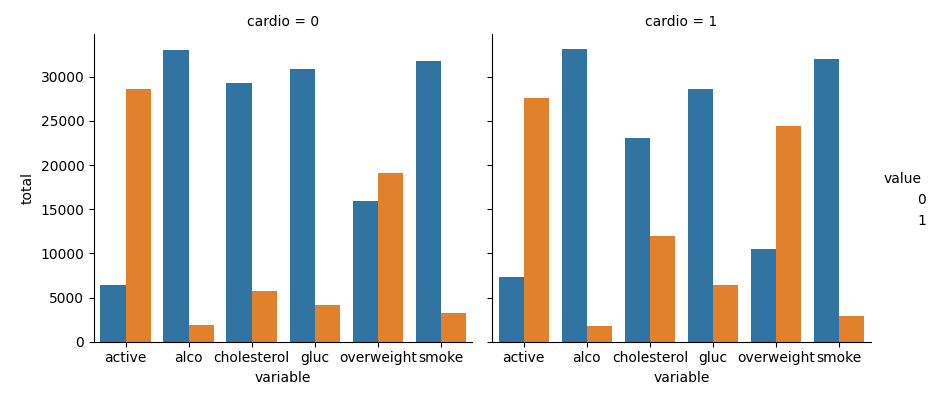 cardio = 0
cardio = 1
total
30000
25000
20000
15000
10000
5000
0
active alco cholesterol gluc overweight smoke
active alco cholesterol gluc overweight smoke
variable
variable
value
0
1